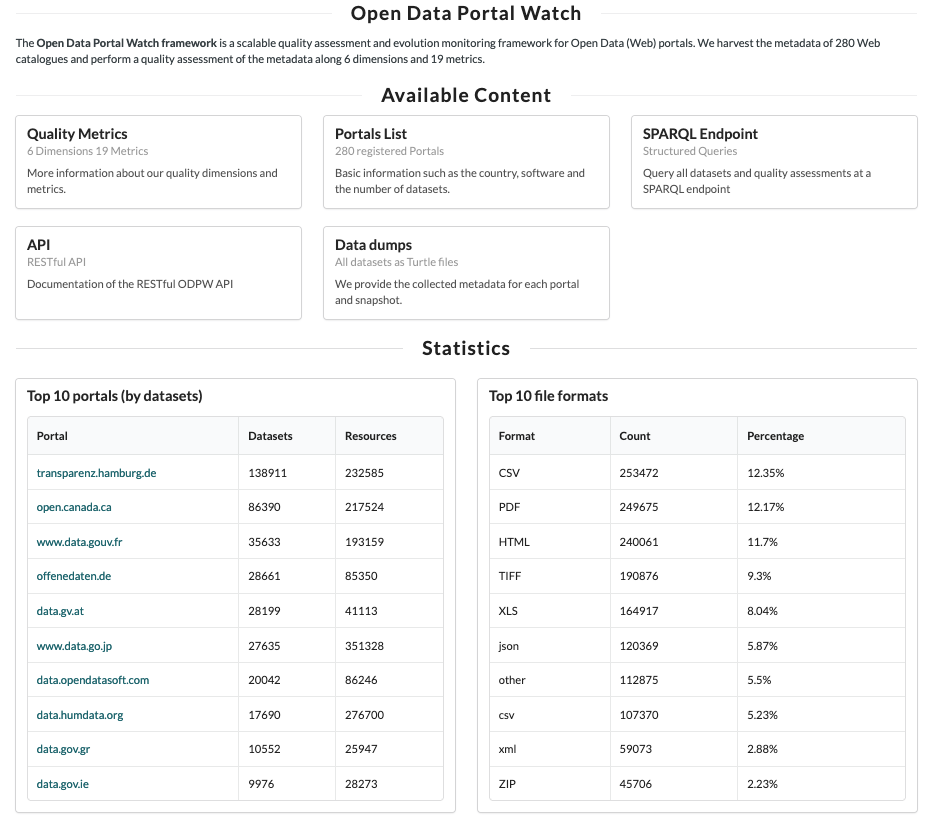 Open Data Portal Watch
The Open Data Portal Watch framework is a scalable quality assessment and evolution monitoring framework for Open Data (Web) portals. We harvest the metadata of 280 Web
catalogues and perform a quality assessment of the metadata along 6 dimensions and 19 metrics.
Available Content
Quality Metrics
6 Dimensions 19 Metrics
More information about our quality dimensions and
metrics.
Portals List
280 registered Portals
Basic information such as the country, software and
the number of datasets.
SPARQL Endpoint
Structured Queries
Query all datasets and quality assessments at a
SPARQL endpoint
API
RESTful API
Documentation of the RESTful ODPW API
Data dumps
All datasets as Turtle files
We provide the collected metadata for each portal
and snapshot.
Statistics
Top 10 portals (by datasets)
Portal Datasets Resources
transparenz.hamburg.de 138911 232585
open.canada.ca 86390 217524
www.data.gouv.fr 35633 193159
offenedaten.de 28661 85350
data.gv.at 28199 41113
www.data.go.jp 27635 351328
data.opendatasoft.com 20042 86246
data.humdata.org 17690 276700
data.gov.gr 10552 25947
data.gov.ie 9976 28273
Top 10 file formats
Format Count Percentage
CSV 253472 12.35%
PDF 249675 12.17%
HTML 240061 11.7%
TIFF 190876 9.3%
XLS 164917 8.04%
json 120369 5.87%
other 112875 5.5%
csv 107370 5.23%
xml 59073 2.88%
ZIP 45706 2.23%